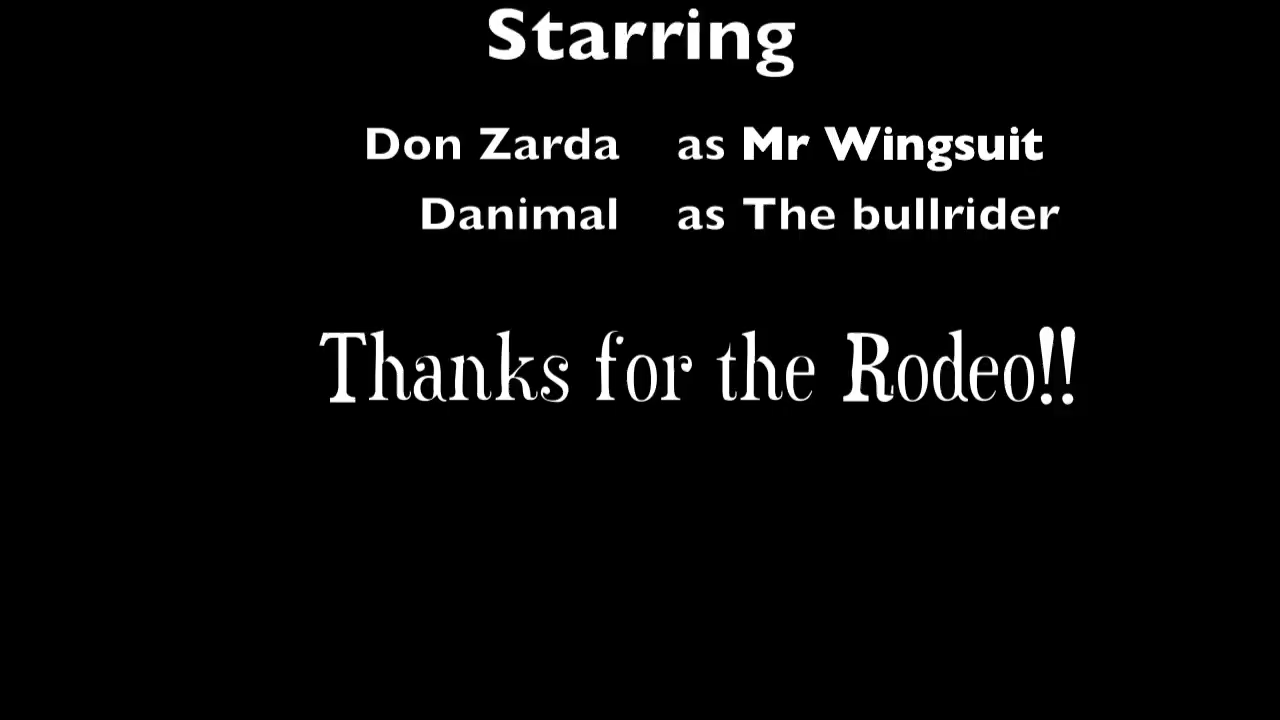 Starring
Don Zarda as Mr Wingsuit
Danimal as The bullrider
Thanks for the Rodeo!!